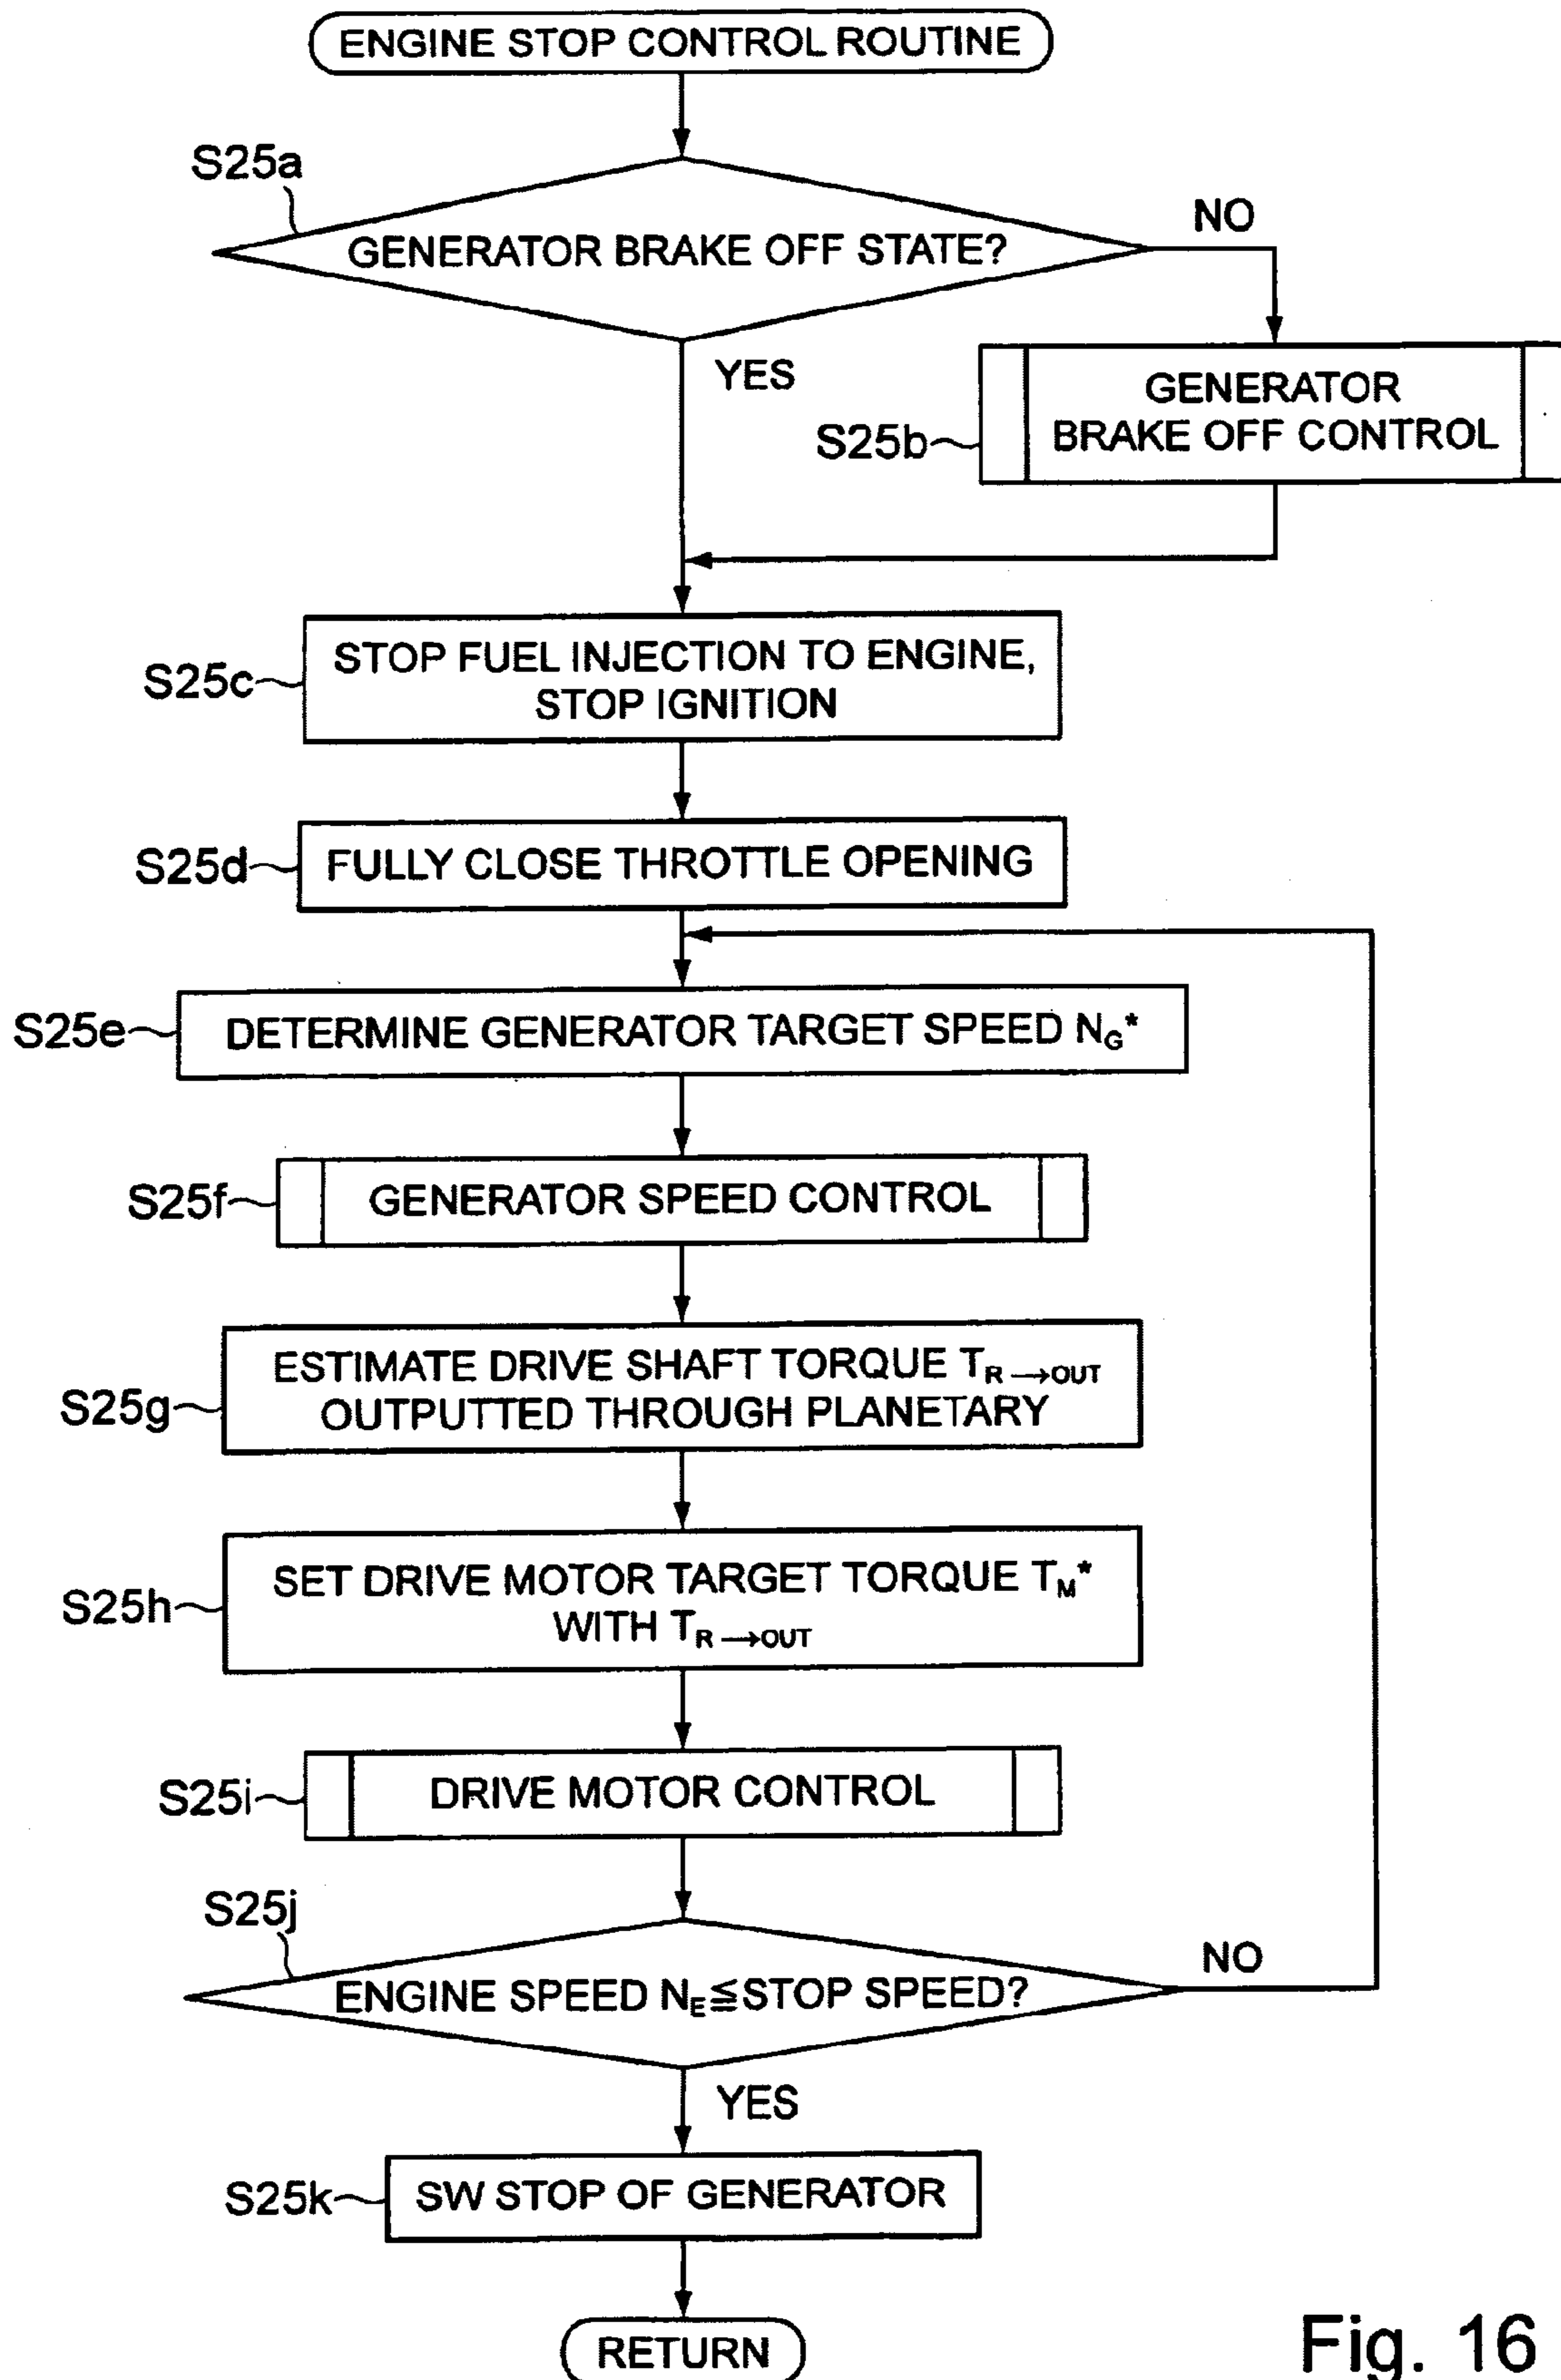 ENGINE STOP CONTROL ROUTINE
S25a
GENERATOR BRAKE OFF STATE?
NO
YES
S25b
GENERATOR
BRAKE OFF CONTROL
S25c
STOP FUEL INJECTION TO ENGINE,
STOP IGNITION
S25d
FULLY CLOSE THROTTLE OPENING
S25e
DETERMINE GENERATOR TARGET SPEED NG*
S25f
GENERATOR SPEED CONTROL
S25g
ESTIMATE DRIVE SHAFT TORQUE TR→OUT
OUTPUTTED THROUGH PLANETARY
S25h
SET DRIVE MOTOR TARGET TORQUE TM*
WITH TR→OUT
S25i
DRIVE MOTOR CONTROL
S25j
ENGINE SPEED NE≦STOP SPEED?
NO
YES
S25k
SW STOP OF GENERATOR
RETURN
Fig. 16